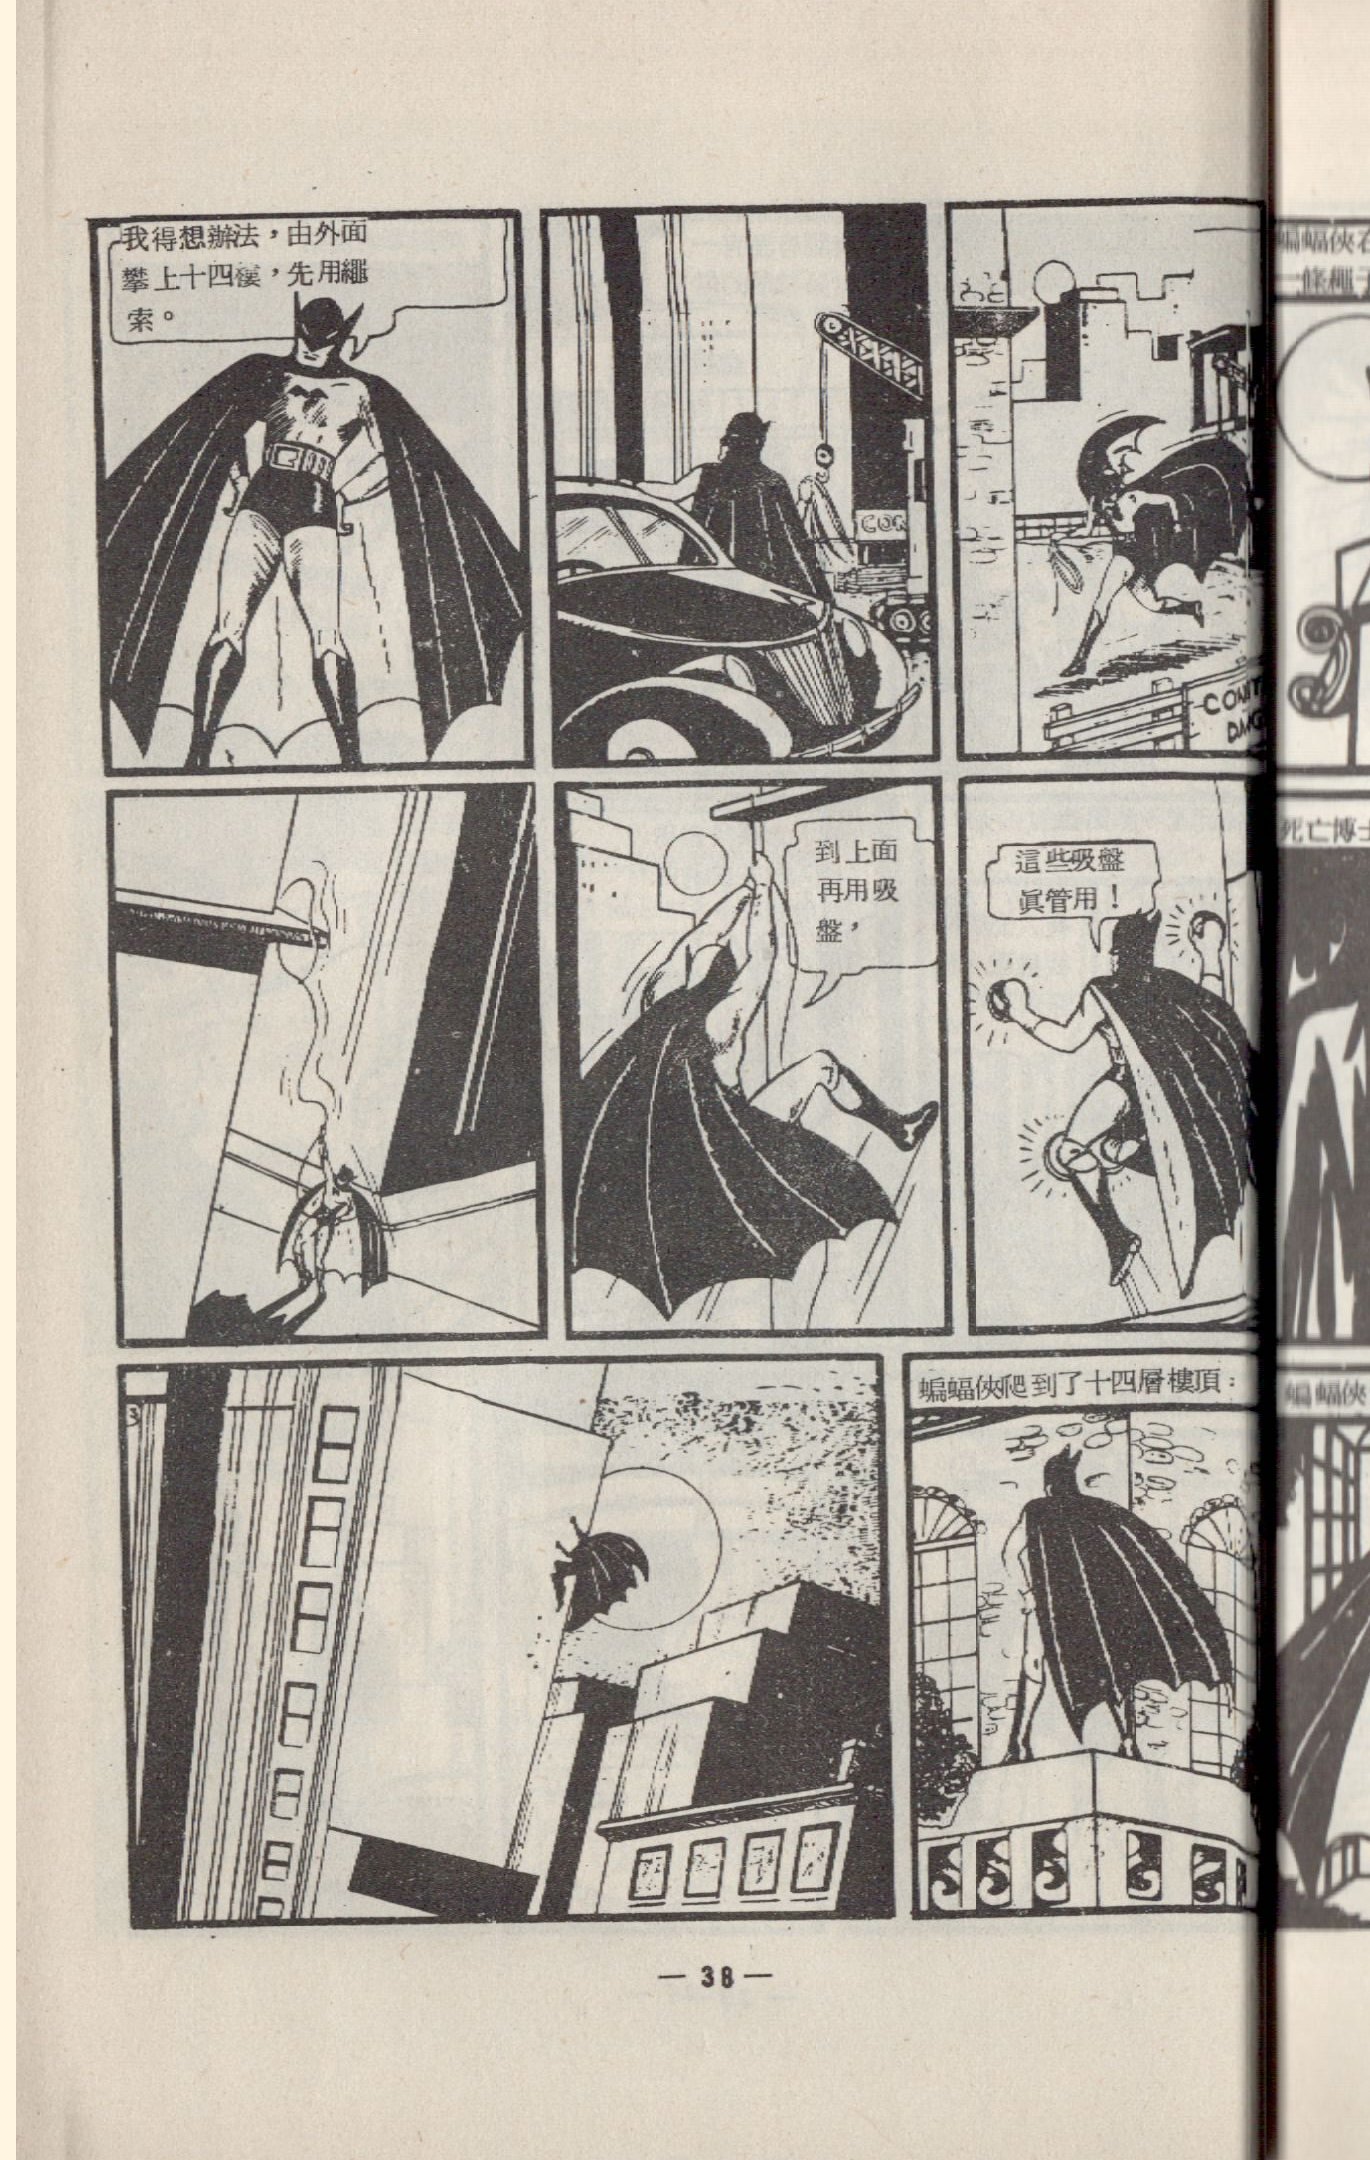 我得想辦法，由外面
攀上十四樓，先用繩
索。
CON
到上面
再用吸
盤，
這些吸盤
眞管用！
蝙蝠俠爬到了十四層樓頂：
— 38 —
蝙蝠俠
死亡博士
蝙蝠俠